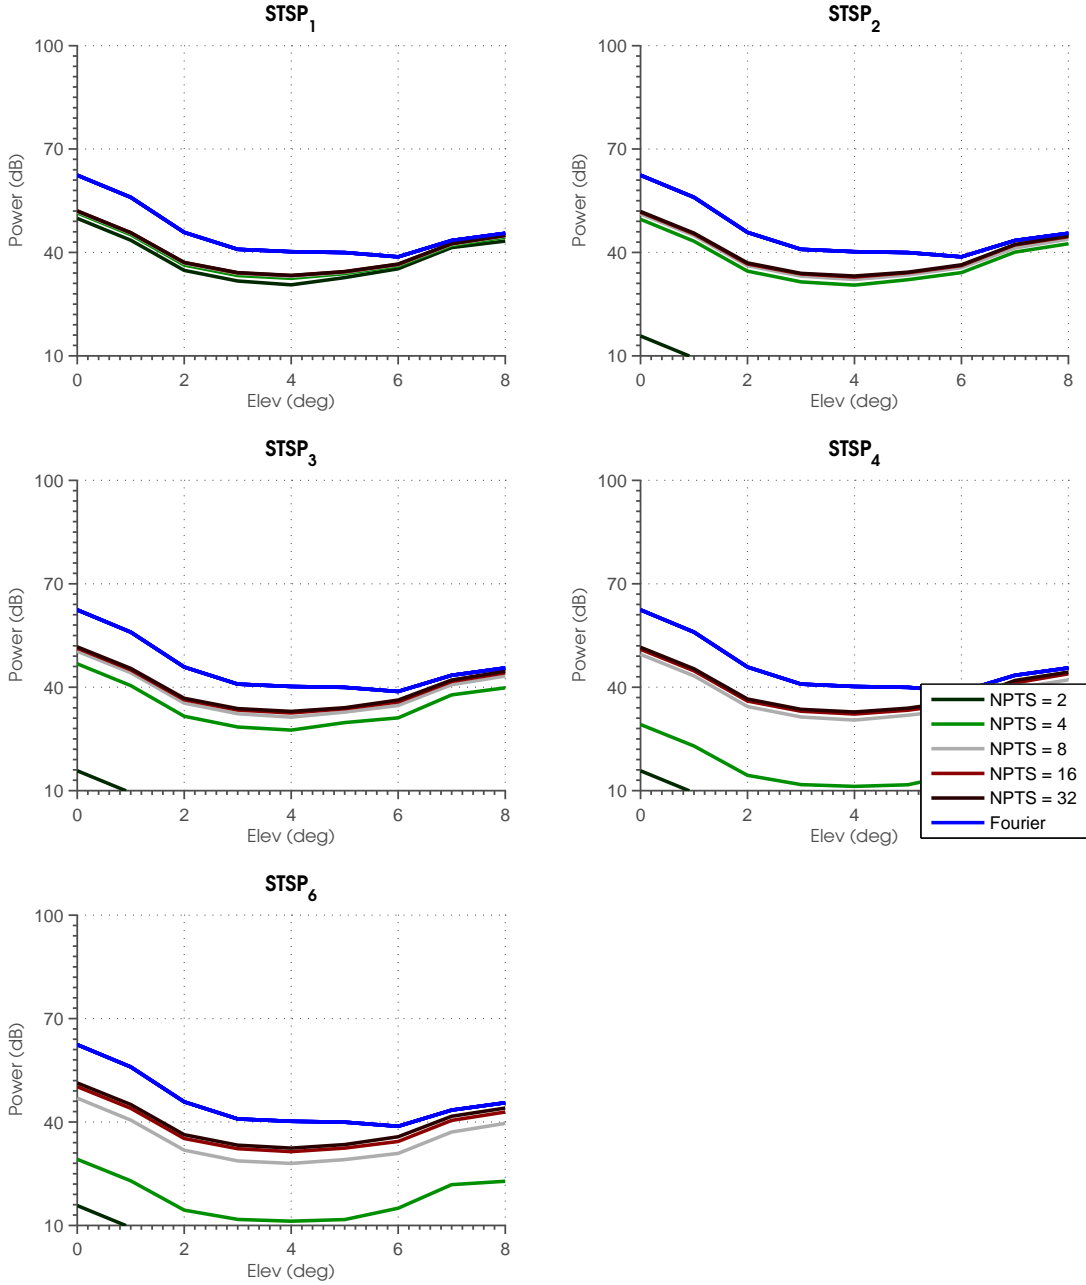 STSP1
100
70
40
10
Power (dB)
0 2 4 6 8
Elev (deg)
STSP2
100
70
40
10
Power (dB)
0 2 4 6 8
Elev (deg)
STSP3
100
70
40
10
Power (dB)
0 2 4 6 8
Elev (deg)
STSP4
100
70
40
10
Power (dB)
0 2 4
Elev (deg)
NPTS = 2
NPTS = 4
NPTS = 8
NPTS = 16
NPTS = 32
Fourier
STSP6
100
70
40
10
Power (dB)
0 2 4 6 8
Elev (deg)